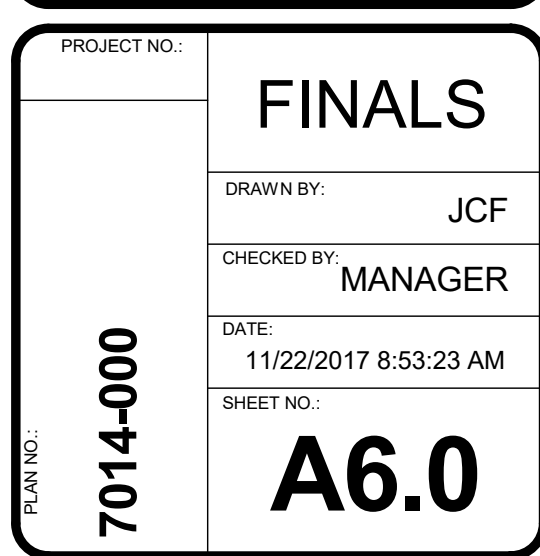 PROJECT NO.:
FINALS
DRAWN BY:
JCF
CHECKED BY:
MANAGER
DATE:
11/22/2017 8:53:23 AM
SHEET NO.:
A6.0
PLAN NO.:
7014-000